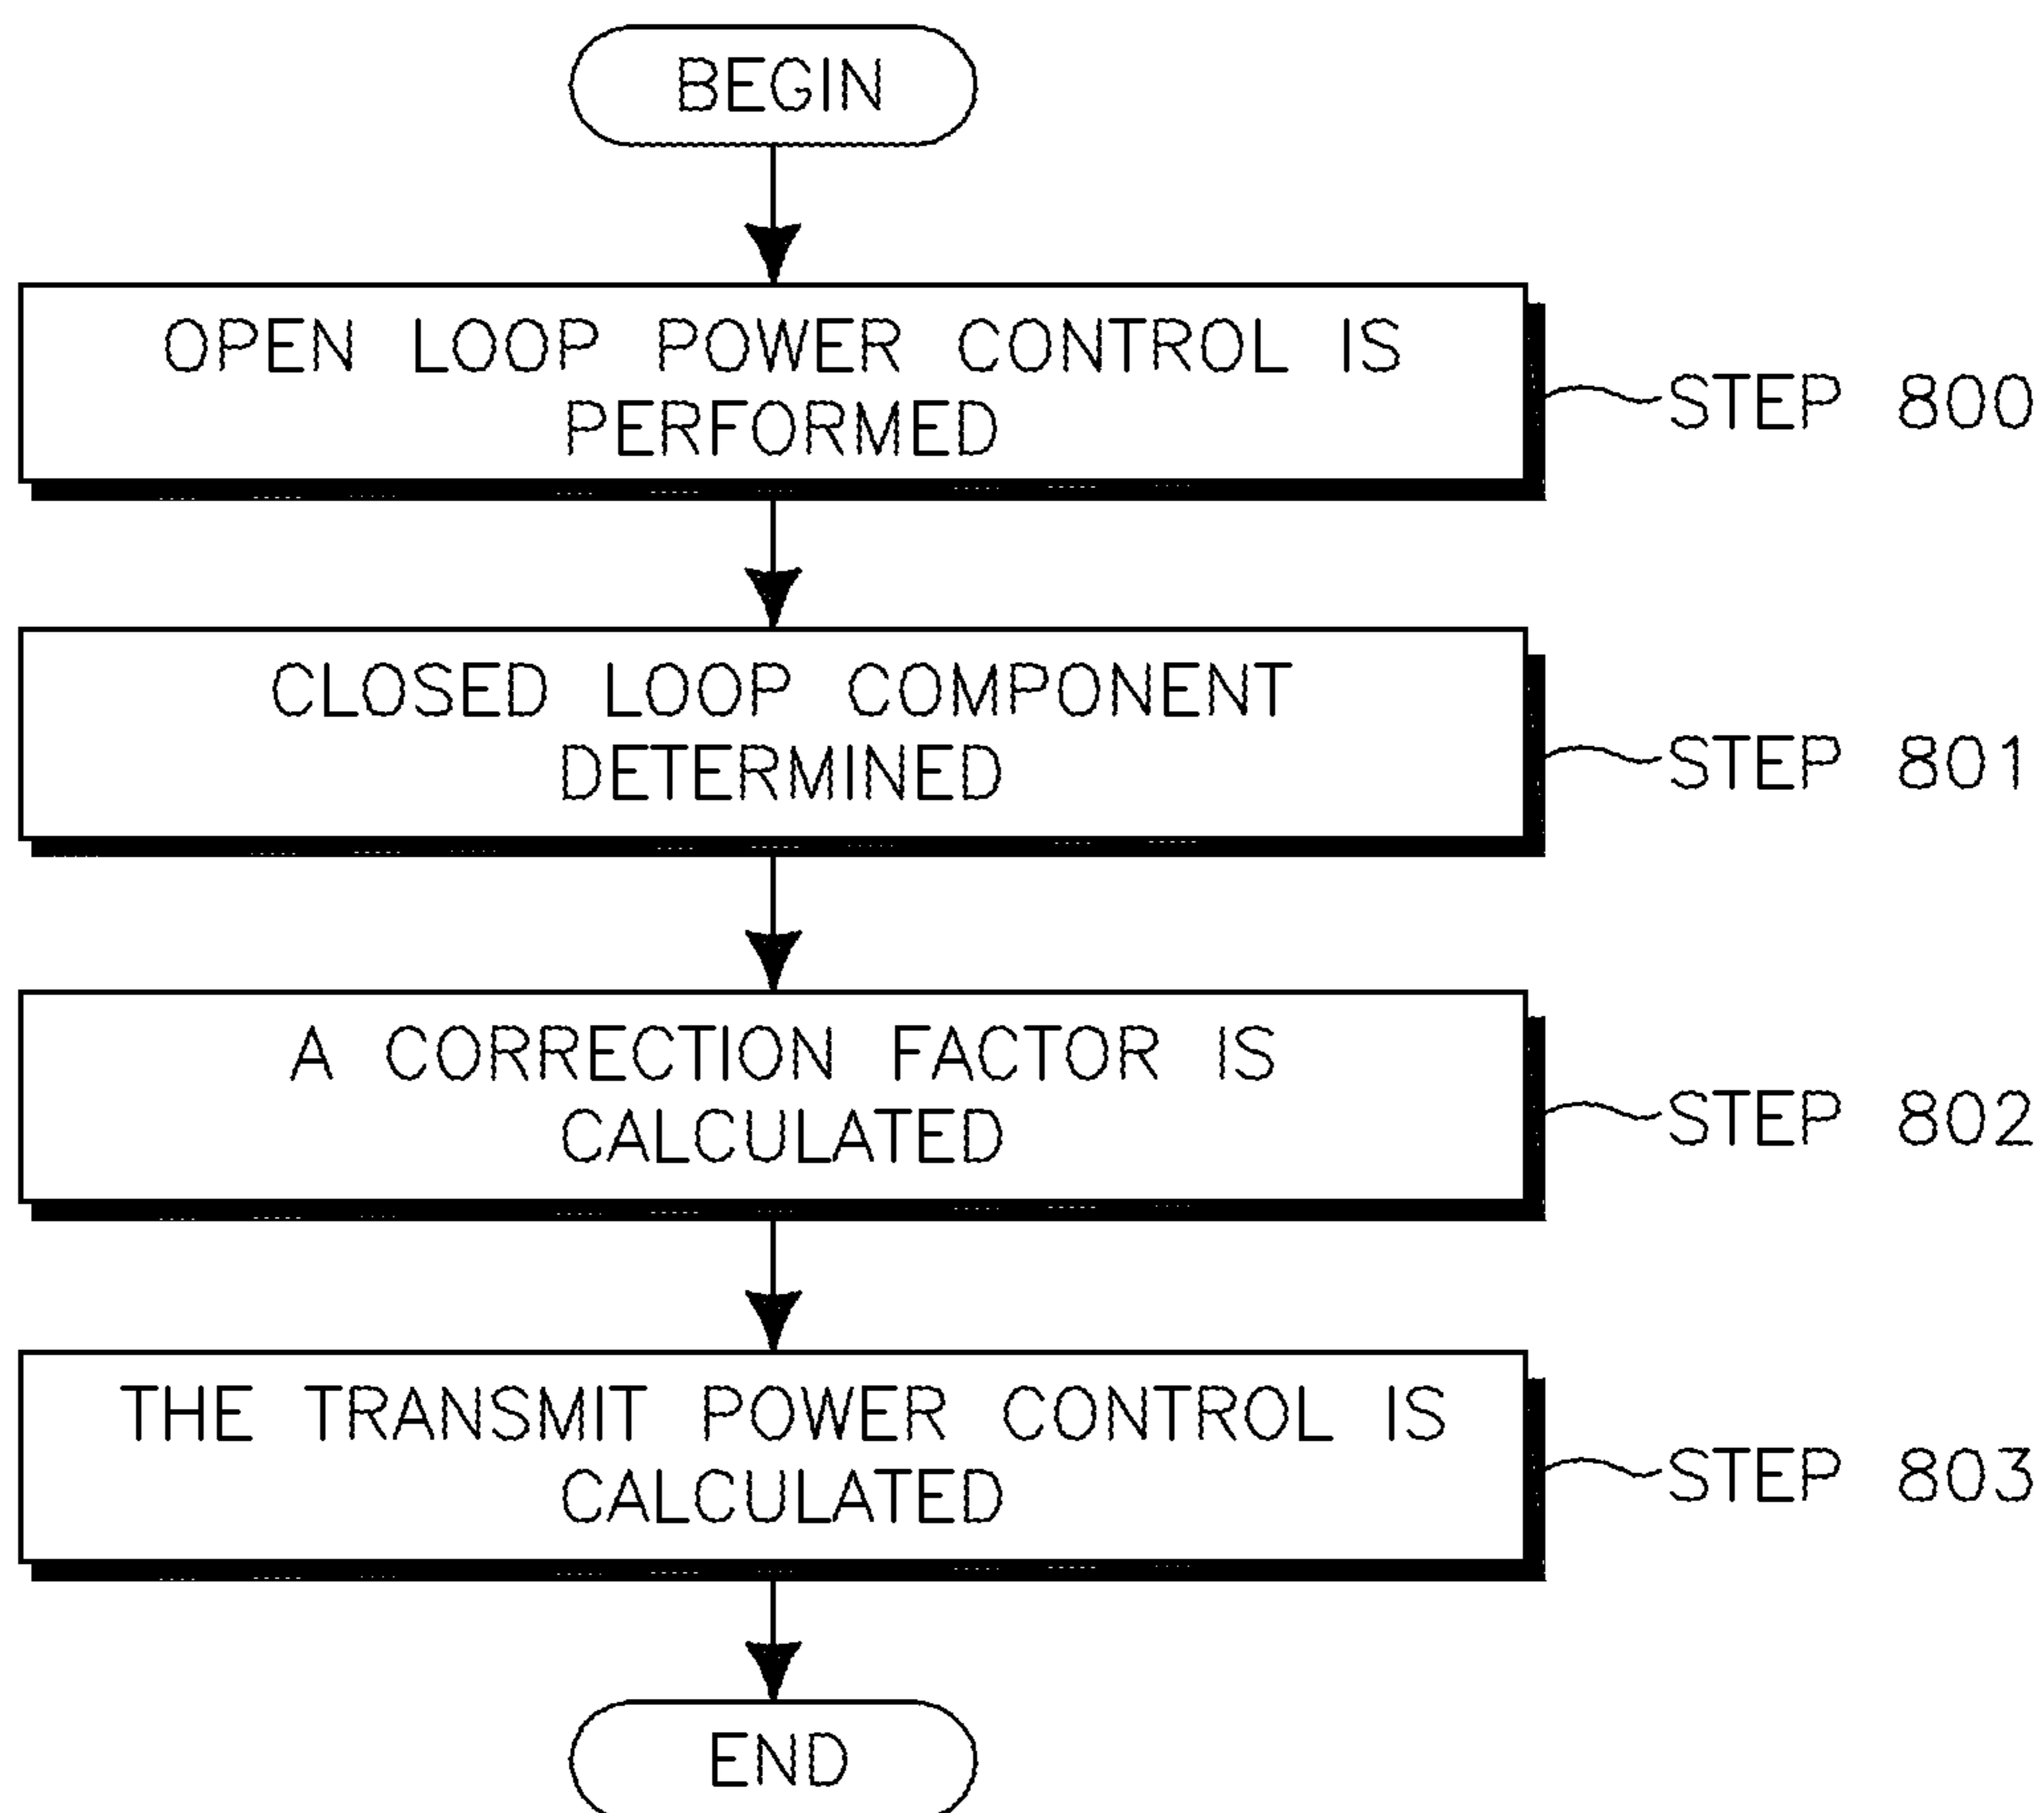 BEGIN
OPEN LOOP POWER CONTROL IS
PERFORMED
STEP 800
CLOSED LOOP COMPONENT
DETERMINED
STEP 801
A CORRECTION FACTOR IS
CALCULATED
STEP 802
THE TRANSMIT POWER CONTROL IS
CALCULATED
STEP 803
END